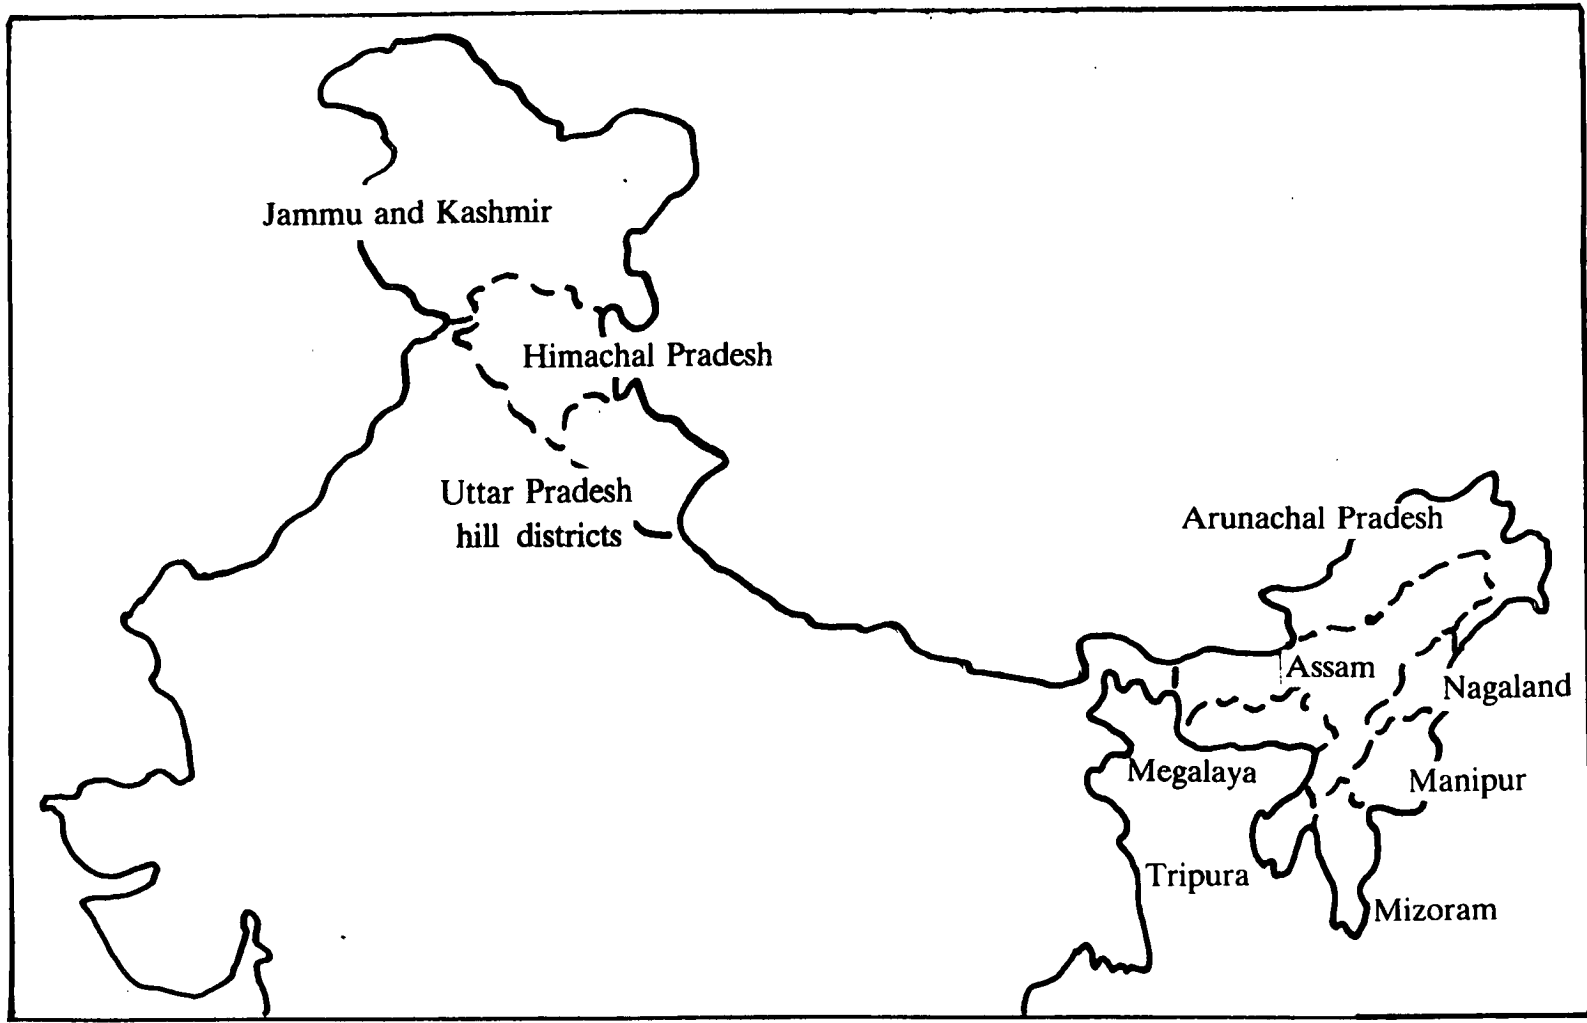 Jammu and Kashmir
Himachal Pradesh
Uttar Pradesh
hill districts
Arunachal Pradesh
Assam
Nagaland
Megalaya
Manipur
Tripura
Mizoram